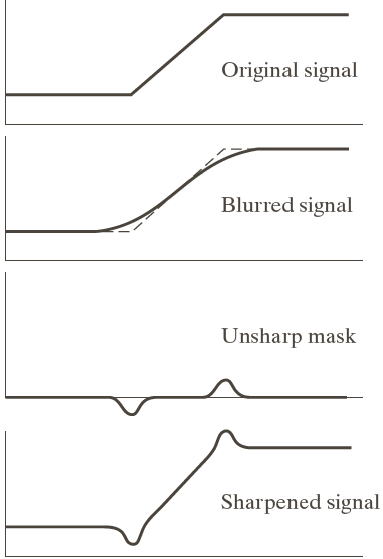 Original signal
Blurred signal
Unsharp mask
Sharpened signal